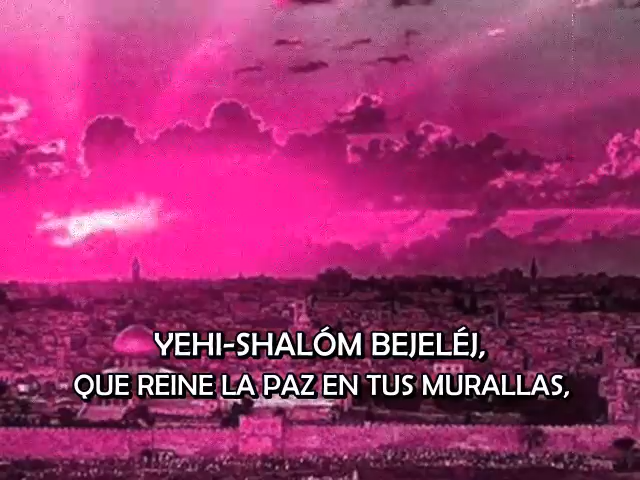 YEHI-SHALÓM BEJELÉJ,
QUE REINE LA PAZ EN TUS MURALLAS,